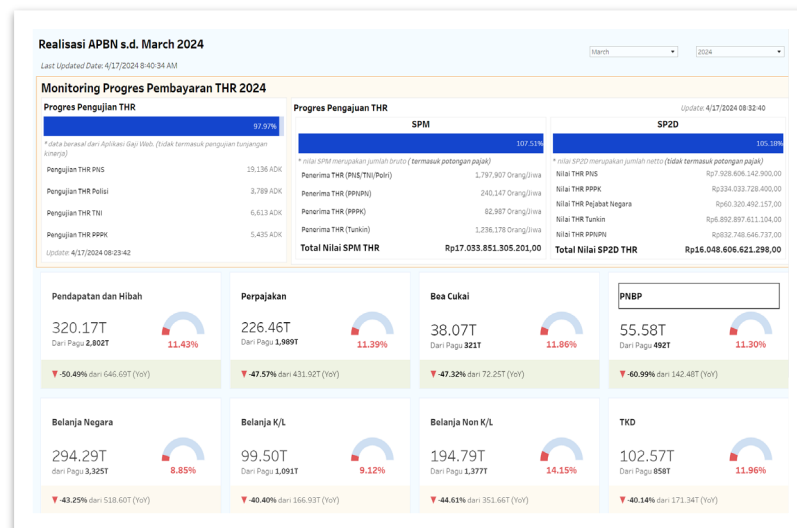 Realisasi APBN s.d. March 2024
March
2024
Last Updated Date: 4/17/2024 8:40:34 AM
Monitoring Progres Pembayaran THR 2024
Progres Pengujian THR
97.97%
* data berasal dari Aplikasi Gaji Web. (tidak termasuk pengujian tunjangan kinerja)
Pengujian THR PNS 19,136 ADK
Pengujian THR Polisi 3,789 ADK
Pengujian THR TNI 6,613 ADK
Pengujian THR PPPK 5,435 ADK
Update: 4/17/2024 08:23:42
Progres Pengajuan THR
Update: 4/17/2024 08:32:40
SPM
107.51%
* nilai SPM merupakan jumlah bruto ( termasuk potongan pajak)
Penerima THR (PNS/TNI/Polri) 1,797,907 Orang/Jiwa
Penerima THR (PPNPN) 240,147 Orang/Jiwa
Penerima THR (PPPK) 82,987 Orang/Jiwa
Penerima THR (Tunkin) 1,236,178 Orang/Jiwa
Total Nilai SPM THR Rp17.033.851.305.201,00
SP2D
105.18%
* nilai SP2D merupakan jumlah netto (tidak termasuk potongan pajak)
Nilai THR PNS Rp7.928.606.142.900,00
Nilai THR PPPK Rp334.033.728.400,00
Nilai THR Pejabat Negara Rp60.320.492.157,00
Nilai THR Tunkin Rp6.892.897.611.104,00
Nilai THR PPNPN Rp832.748.646.737,00
Total Nilai SP2D THR Rp16.048.606.621.298,00
Pendapatan dan Hibah
320.17T
Dari Pagu 2,802T
11.43%
▼ -50.49% dari 646.69T (YoY)
Perpajakan
226.46T
Dari Pagu 1,989T
11.39%
▼ -47.57% dari 431.92T (YoY)
Bea Cukai
38.07T
Dari Pagu 321T
11.86%
▼ -47.32% dari 72.25T (YoY)
PNBP
55.58T
Dari Pagu 492T
11.30%
▼ -60.99% dari 142.48T (YoY)
Belanja Negara
294.29T
dari Pagu 3,325T
8.85%
▼ -43.25% dari 518.60T (YoY)
Belanja K/L
99.50T
Dari Pagu 1,091T
9.12%
▼ -40.40% dari 166.93T (YoY)
Belanja Non K/L
194.79T
Dari Pagu 1,377T
14.15%
▼ -44.61% dari 351.66T (YoY)
TKD
102.57T
Dari Pagu 858T
11.96%
▼ -40.14% dari 171.34T (YoY)